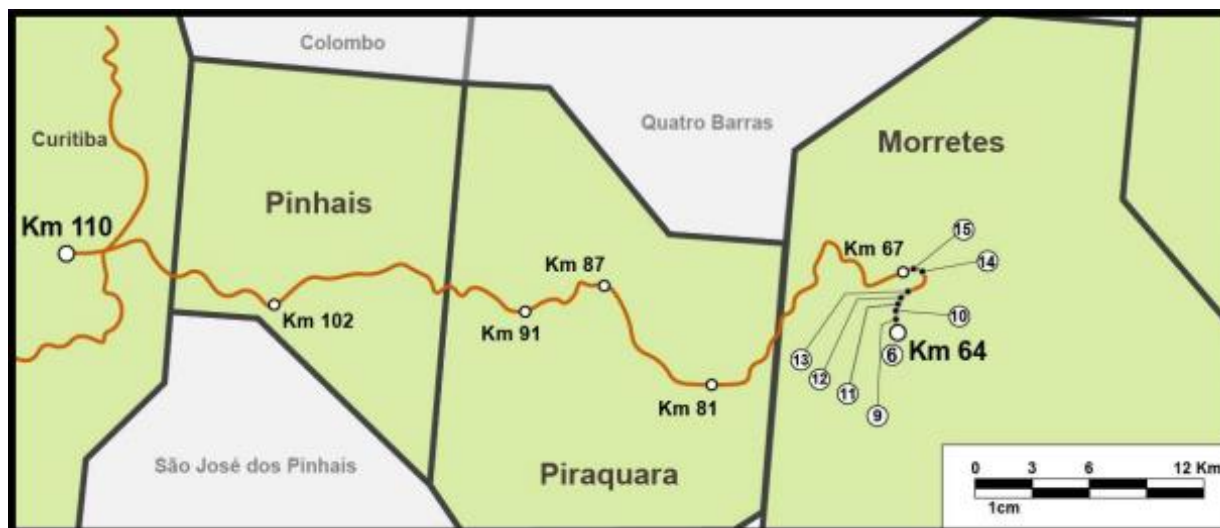 Colombo
Quatro Barras
Curitiba
Morretes
Pinhais
Km 110
Km 67
15
14
Km 87
Km 102
Km 91
10
13
12
11
9
6
Km 64
Km 81
São José dos Pinhais
Piraquara
0 3 6 12 Km
1cm